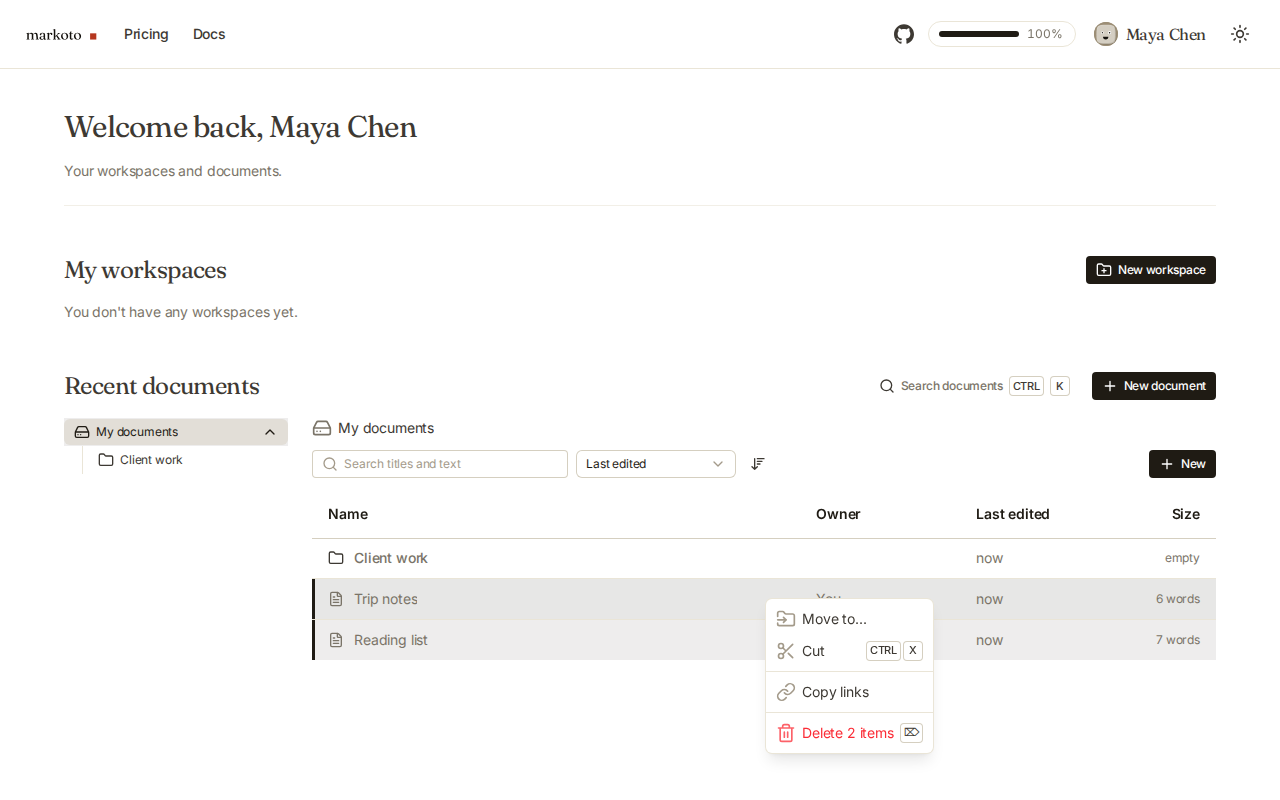 markoto
Pricing
Docs
100%
Maya Chen
Welcome back, Maya Chen
Your workspaces and documents.
My workspaces
New workspace
You don't have any workspaces yet.
Recent documents
Search documents CTRL K
New document
My documents
Client work
My documents
Search titles and text
Last edited
New
Name Owner Last edited Size
Client work now empty
Trip notes You now 6 words
Reading list now 7 words
Move to...
Cut CTRL X
Copy links
Delete 2 items ⌦